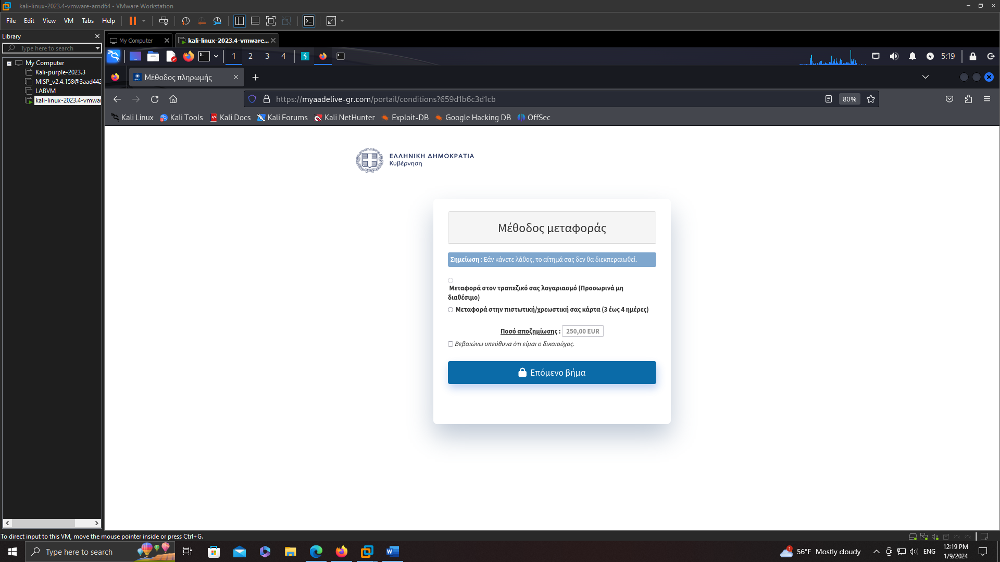 kali-linux-2023.4-vmware-amd64 - VMware Workstation
File Edit View VM Tabs Help
Library
Type here to search
My Computer
Kali-purple-2023.3
MISP_v2.4.158@3aad442
LABVM
kali-linux-2023.4-vmwar
My Computer kali-linux-2023.4-vmware...
1 2 3 4 5:19
Μέθοδος πληρωμής
https://myaadelive-gr.com/portail/conditions?659d1b6c3d1cb 80%
Kali Linux Kali Tools Kali Docs Kali Forums Kali NetHunter Exploit-DB Google Hacking DB OffSec
ΕΛΛΗΝΙΚΗ ΔΗΜΟΚΡΑΤΙΑ
Κυβέρνηση
Μέθοδος μεταφοράς
Σημείωση : Εάν κάνετε λάθος, το αίτημά σας δεν θα διεκπεραιωθεί.
Μεταφορά στον τραπεζικό σας λογαριασμό (Προσωρινά μη
διαθέσιμο)
Μεταφορά στην πιστωτική/χρεωστική σας κάρτα (3 έως 4 ημέρες)
Ποσό αποζημίωσης : 250,00 EUR
Βεβαιώνω υπεύθυνα ότι είμαι ο δικαιούχος.
Επόμενο βήμα
To direct input to this VM, move the mouse pointer inside or press Ctrl+G.
Type here to search
1 56°F Mostly cloudy ENG
12:19 PM
1/9/2024